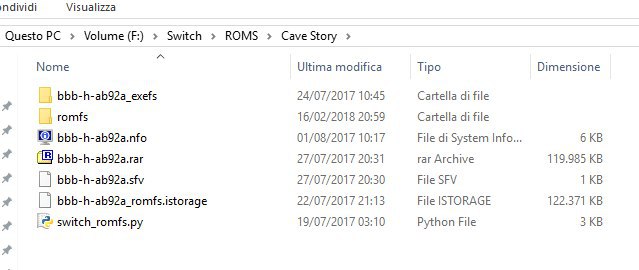 ondividi Visualizza
Questo PC > Volume (F:) > Switch > ROMS > Cave Story >
Nome Ultima modifica Tipo Dimensione
bbb-h-ab92a_exefs 24/07/2017 10:45 Cartella di file
romfs 16/02/2018 20:59 Cartella di file
bbb-h-ab92a.nfo 01/08/2017 10:17 File di System Info... 6 KB
bbb-h-ab92a.rar 27/07/2017 20:31 rar Archive 119.985 KB
bbb-h-ab92a.sfv 27/07/2017 20:30 File SFV 1 KB
bbb-h-ab92a_romfs.istorage 22/07/2017 21:13 File ISTORAGE 122.371 KB
switch_romfs.py 19/07/2017 03:10 Python File 3 KB